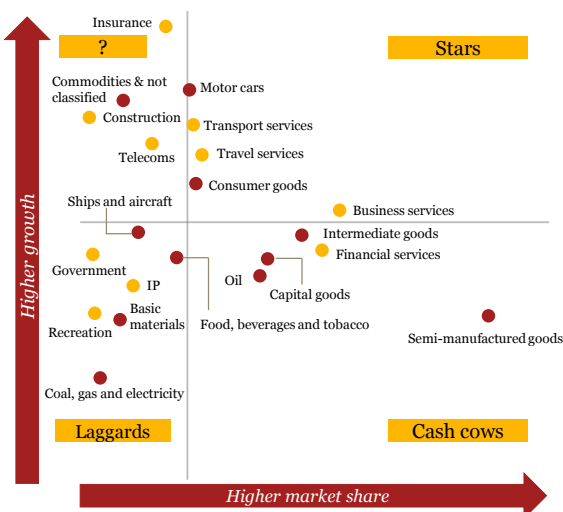 Insurance
?
Stars
Commodities & not
classified
Motor cars
Construction
Transport services
Telecoms
Travel services
Consumer goods
Ships and aircraft
Business services
Intermediate goods
Financial services
Government
IP
Oil
Capital goods
Basic
materials
Recreation
Food, beverages and tobacco
Semi-manufactured goods
Coal, gas and electricity
Laggards
Cash cows
Higher growth
Higher market share